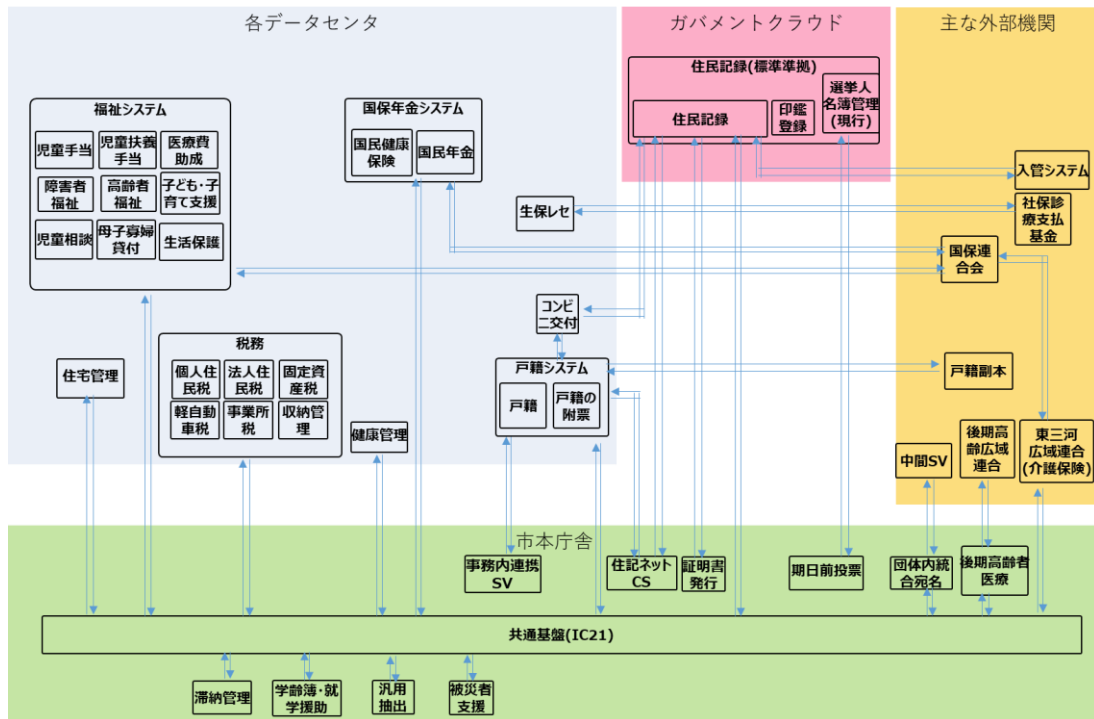 各データセンタ
ガバメントクラウド
主な外部機関
住民記録(標準準拠)
住民記録
印鑑
登録
選挙人
名簿管理
(現行)
福祉システム
児童手当
児童扶養
手当
医療費
助成
障害者
福祉
高齢者
福祉
子ども・子
育て支援
児童相談
母子寡婦
貸付
生活保護
国保年金システム
国民健康
保険
国民年金
入管システム
生保レセ
社保診
療支払
基金
国保連
合会
コンビ
ニ交付
税務
個人住
民税
法人住
民税
固定資
産税
軽自動
車税
事業所
税
収納管
理
住宅管理
戸籍システム
戸籍
戸籍の
附票
戸籍副本
健康管理
中間SV
後期高
齢広域
連合
東三河
広域連合
(介護保険)
市本庁舎
事務内連携
SV
住記ネット
CS
証明書
発行
期日前投票
団体内統
合宛名
後期高齢者
医療
共通基盤(IC21)
滞納管理
学齢簿・就
学援助
汎用
抽出
被災者
支援